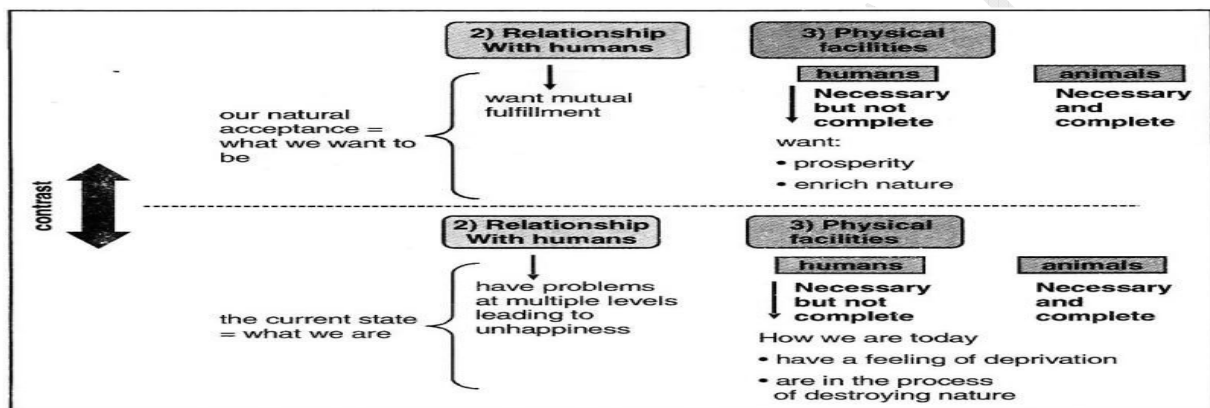 2) Relationship
With humans
3) Physical
facilities
humans
animals
want mutual
fulfillment
Necessary
but not
complete
Necessary
and
complete
our natural
acceptance =
what we want to
be
want:
• prosperity
• enrich nature
contrast
2) Relationship
With humans
3) Physical
facilities
humans
animals
have problems
at multiple levels
leading to
unhappiness
Necessary
but not
complete
Necessary
and
complete
the current state
= what we are
How we are today
• have a feeling of deprivation
• are in the process
of destroying nature